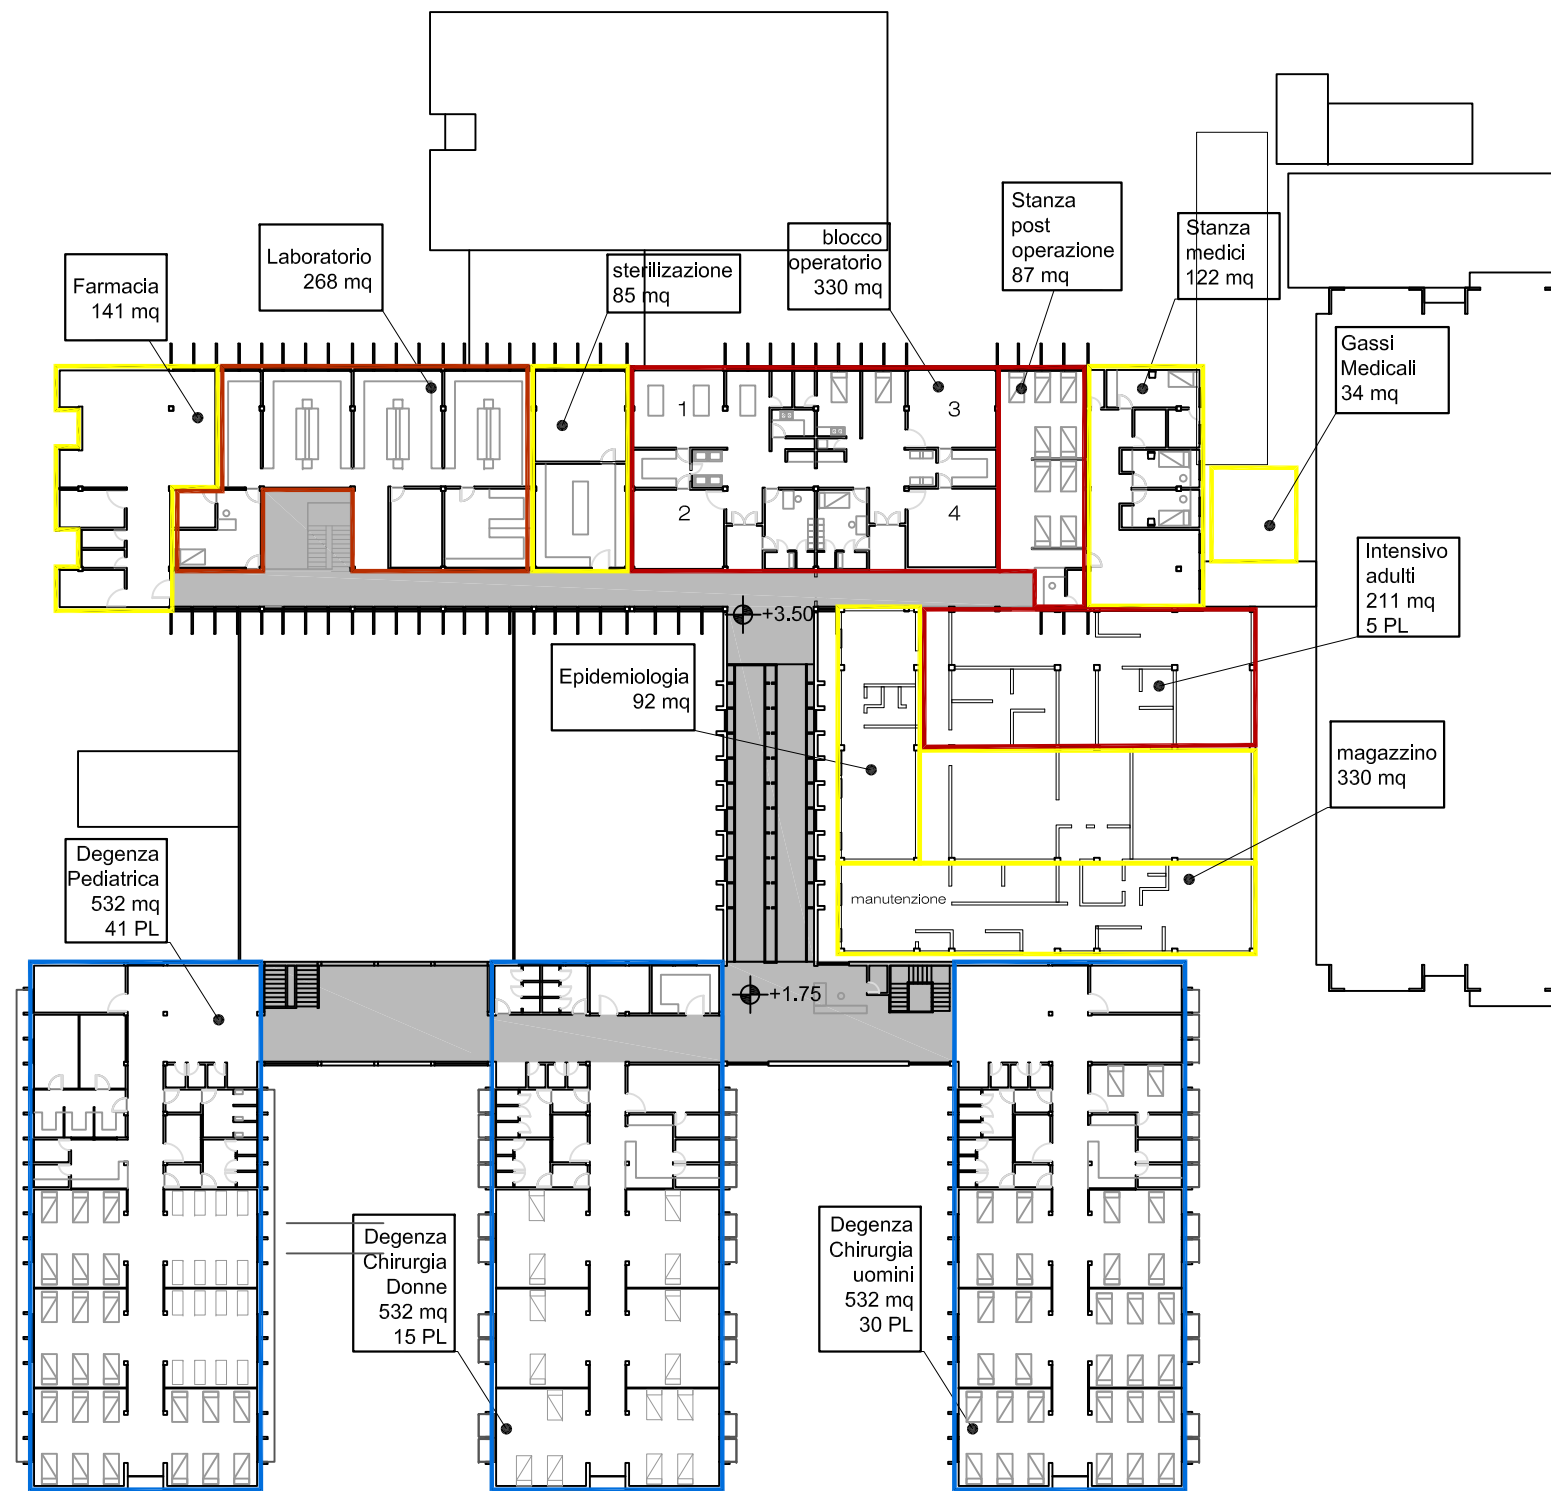 Stanza
post
operazione
87 mq
Stanza
medici
122 mq
blocco
operatorio
330 mq
Laboratorio
268 mq
sterilizazione
85 mq
Farmacia
141 mq
Gassi
Medicali
34 mq
1
3
2
4
Intensivo
adulti
211 mq
5 PL
+3.50
Epidemiologia
92 mq
magazzino
330 mq
Degenza
Pediatrica
532 mq
41 PL
manutenzione
+1.75
Degenza
Chirurgia
Donne
532 mq
15 PL
Degenza
Chirurgia
uomini
532 mq
30 PL